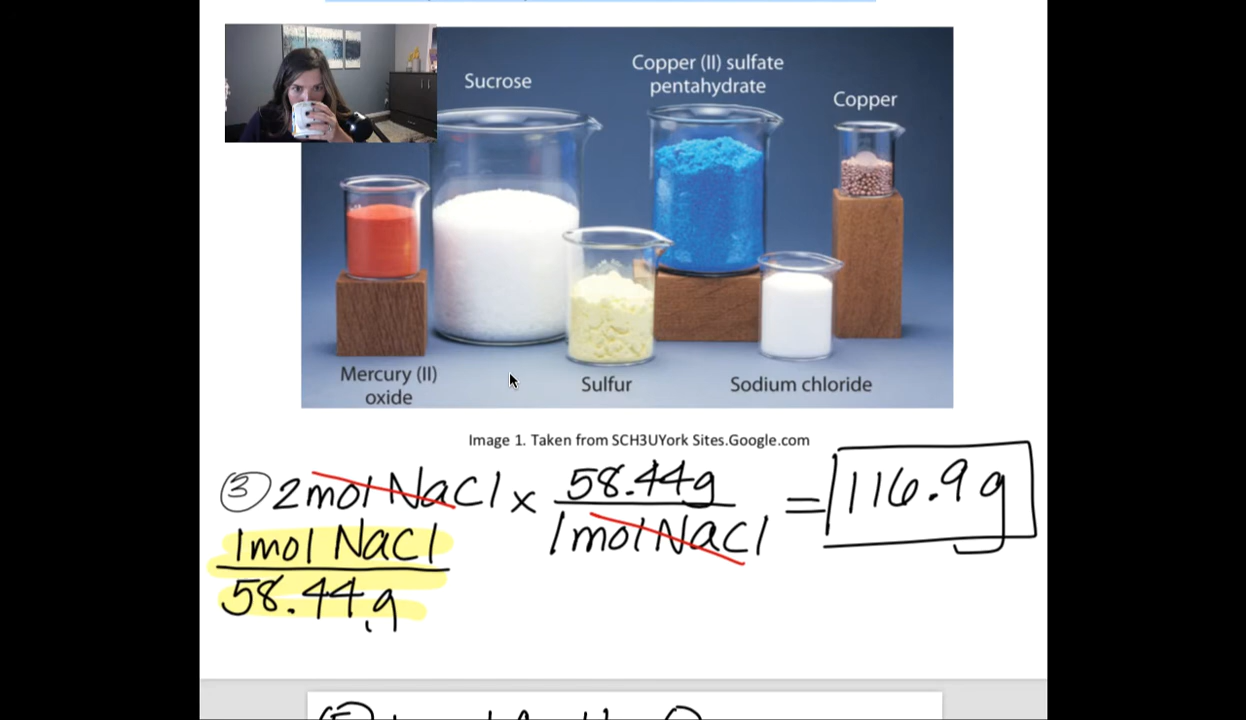 Sucrose
Copper (II) sulfate
pentahydrate
Copper
Mercury (II)
oxide
Sulfur
Sodium chloride
Image 1. Taken from SCH3UYork Sites.Google.com
③ 2mol NaCl x 58.44g / 1mol NaCl = 116.9g
1mol NaCl
58.44g